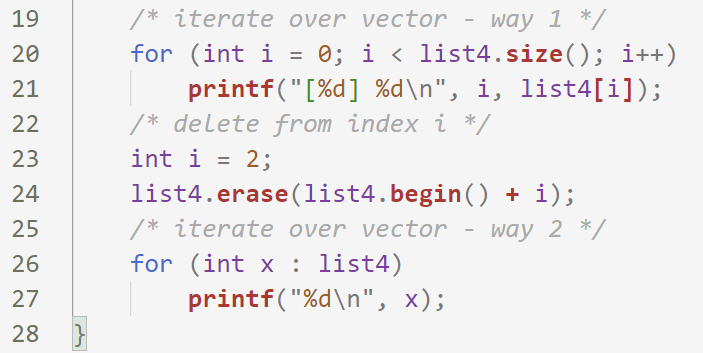 19 /* iterate over vector - way 1 */
20 for (int i = 0; i < list4.size(); i++)
21 printf("[%d] %d\n", i, list4[i]);
22 /* delete from index i */
23 int i = 2;
24 list4.erase(list4.begin() + i);
25 /* iterate over vector - way 2 */
26 for (int x : list4)
27 printf("%d\n", x);
28 }